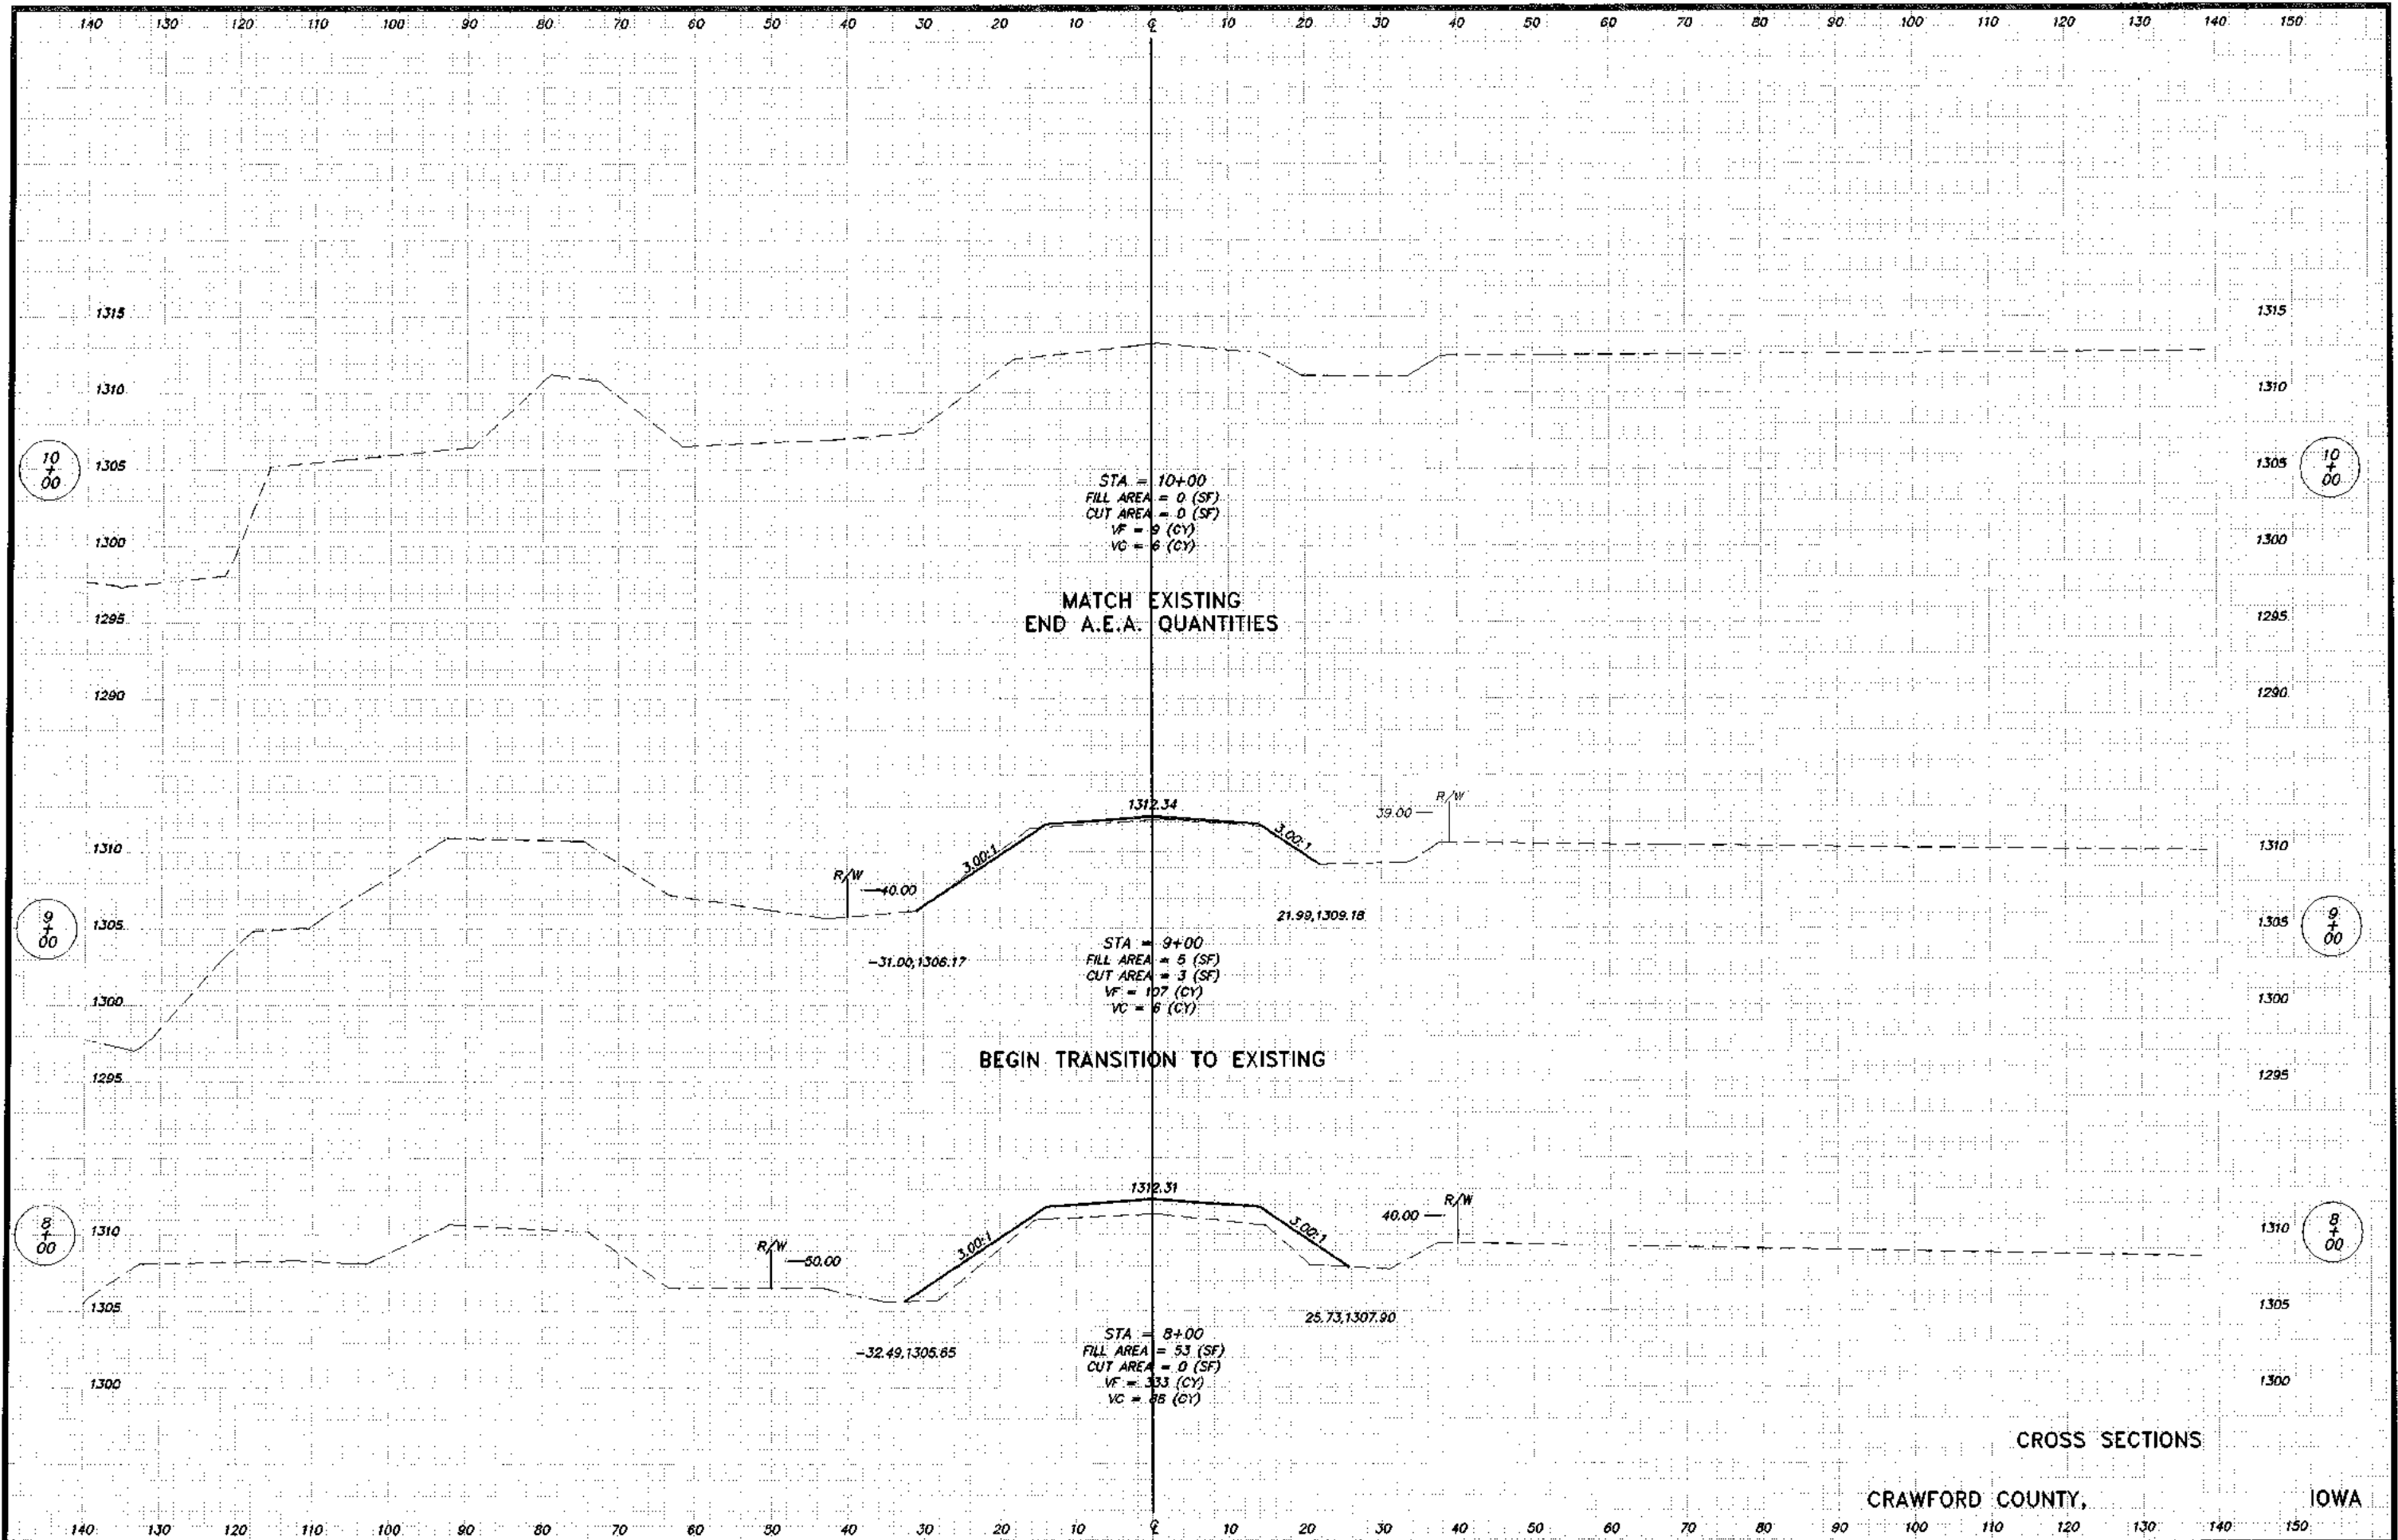 140 130 120 110 100 90 80 70 60 50 40 30 20 10 ℄ 10 20 30 40 50 60 70 80 90 100 110 120 130 140 150
1315 1315
1310 1310
10
+
00
1305 1305
10
+
00
STA = 10+00
FILL AREA = 0 (SF)
CUT AREA = 0 (SF)
VF = 9 (CY)
VC = 6 (CY)
1300 1300
MATCH EXISTING
END A.E.A. QUANTITIES
1295 1295
1290 1290
1312.34
R/W
39.00
3.00:1
3.00:1
1310 1310
R/W
-40.00
9
+
00
1305 1305
9
+
00
21.99,1309.18
-31.00,1306.17
STA = 9+00
FILL AREA = 5 (SF)
CUT AREA = 3 (SF)
VF = 107 (CY)
VC = 6 (CY)
1300 1300
BEGIN TRANSITION TO EXISTING
1295 1295
1312.31
R/W
40.00
8
+
00
1310 1310
8
+
00
3.00:1
3.00:1
R/W
-50.00
1305 1305
25.73,1307.90
-32.49,1305.65
STA = 8+00
FILL AREA = 53 (SF)
CUT AREA = 0 (SF)
VF = 333 (CY)
VC = (CY)
1300 1300
CROSS SECTIONS
CRAWFORD COUNTY, IOWA
140 130 120 110 100 90 80 70 60 50 40 30 20 10 ℄ 10 20 30 40 50 60 70 80 90 100 110 120 130 140 150